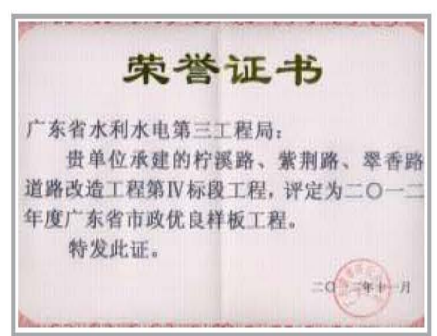 荣誉证书
广东省水利水电第三工程局：
贵单位承建的柠溪路、紫荆路、翠香路
道路改造工程第Ⅳ标段工程，评定为二〇一二
年度广东省市政优良样板工程。
特发此证。
二〇一二年十一月